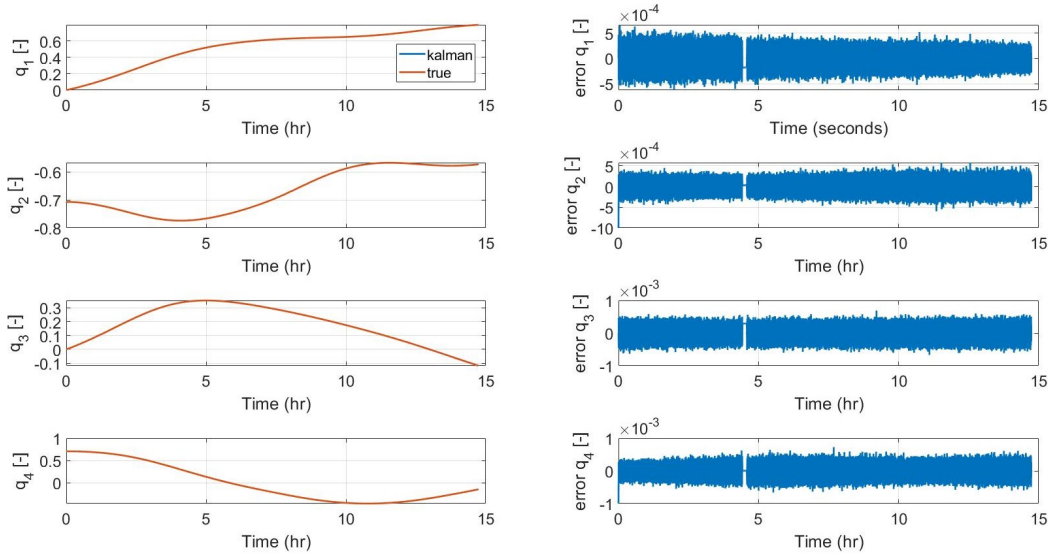 q1 [-]
0.6
0.4
0.2
0
kalman
true
0 5 10 15
Time (hr)
×10-4
error q1 [-]
5
0
-5
0 5 10 15
Time (seconds)
q2 [-]
-0.6
-0.7
-0.8
0 5 10 15
Time (hr)
×10-4
error q2 [-]
5
0
-5
-10
0 5 10 15
Time (hr)
q3 [-]
0.3
0.2
0.1
0
-0.1
0 5 10 15
Time (hr)
×10-3
error q3 [-]
1
0
-1
0 5 10 15
Time (hr)
q4 [-]
1
0.5
0
0 5 10 15
Time (hr)
×10-3
error q4 [-]
1
0
-1
0 5 10 15
Time (hr)